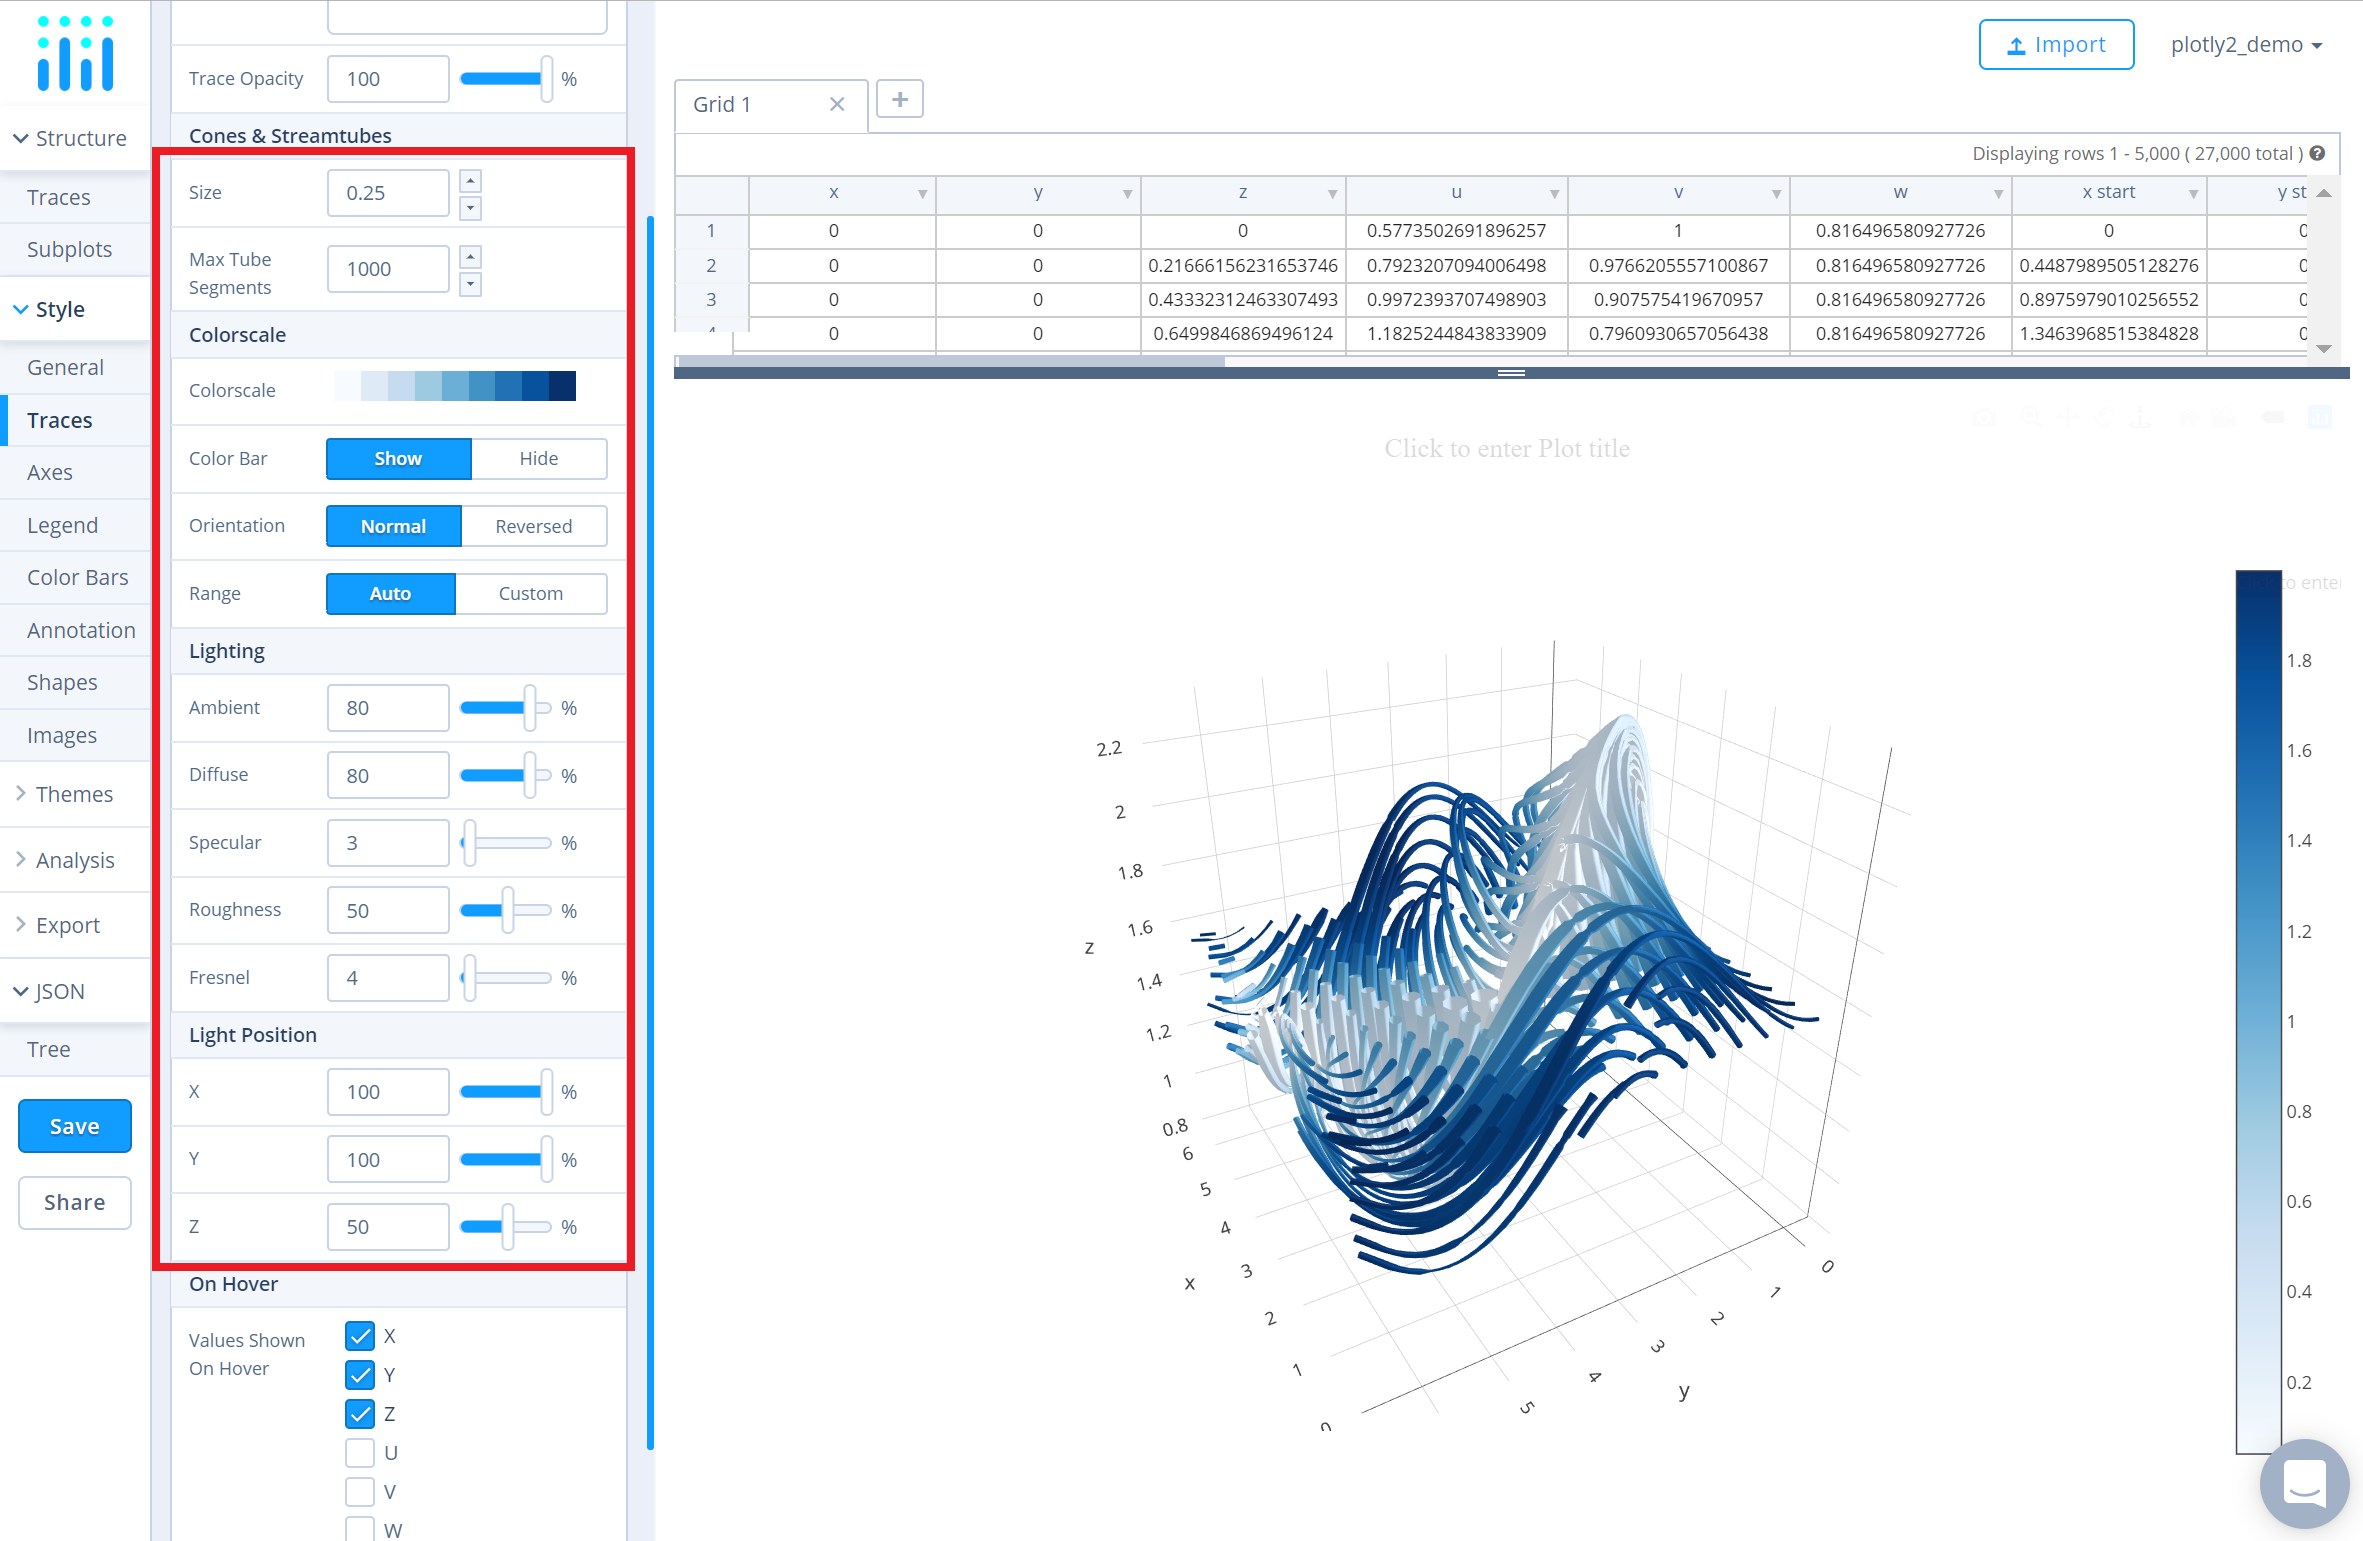 Structure
Traces
Subplots
Style
General
Traces
Axes
Legend
Color Bars
Annotation
Shapes
Images
Themes
Analysis
Export
JSON
Tree
Save
Share
Trace Opacity 100 %
Cones & Streamtubes
Size 0.25
Max Tube
Segments 1000
Colorscale
Colorscale
Color Bar Show Hide
Orientation Normal Reversed
Range Auto Custom
Lighting
Ambient 80 %
Diffuse 80 %
Specular 3 %
Roughness 50 %
Fresnel 4 %
Light Position
X 100 %
Y 100 %
Z 50 %
On Hover
Values Shown
On Hover
X
Y
Z
U
V
W
Import plotly2_demo
Grid 1
Displaying rows 1 - 5,000 ( 27,000 total )
x y z u v w x start y st
1 0 0 0 0.5773502691896257 1 0.816496580927726 0 0
2 0 0 0.21666156231653746 0.7923207094006498 0.9766205557100867 0.816496580927726 0.4487989505128276 0
3 0 0 0.43332312463307493 0.9972393707498903 0.907575419670957 0.816496580927726 0.8975979010256552 0
4 0 0 0.6499846869496124 1.1825244843833909 0.7960930657056438 0.816496580927726 1.3463968515384828 0
Click to enter Plot title
to enter
2.2
2
1.8
1.6
z
1.4
1.2
1
0.8
6
5
4
3
x
2
1
0
0
1
2
3
4
5
y
1.8
1.6
1.4
1.2
1
0.8
0.6
0.4
0.2